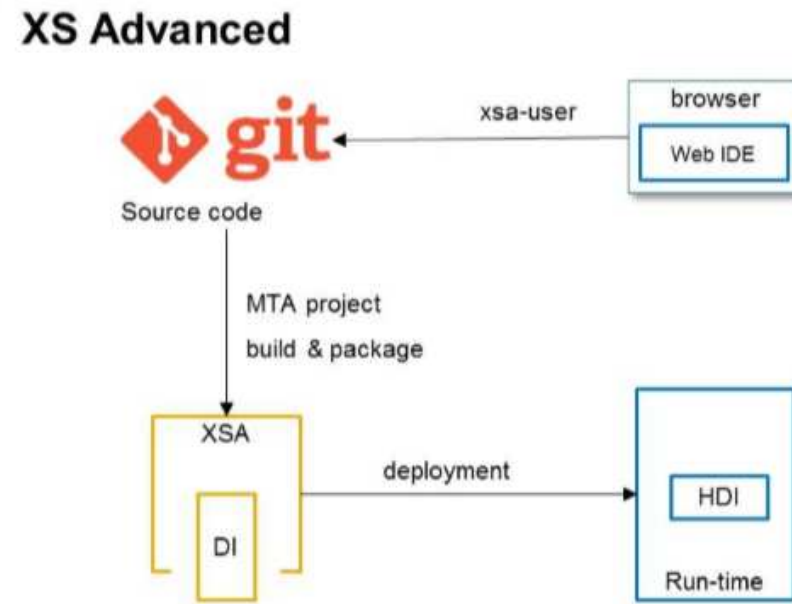 XS Advanced
git
xsa-user
browser
Web IDE
Source code
MTA project
build & package
XSA
DI
deployment
HDI
Run-time